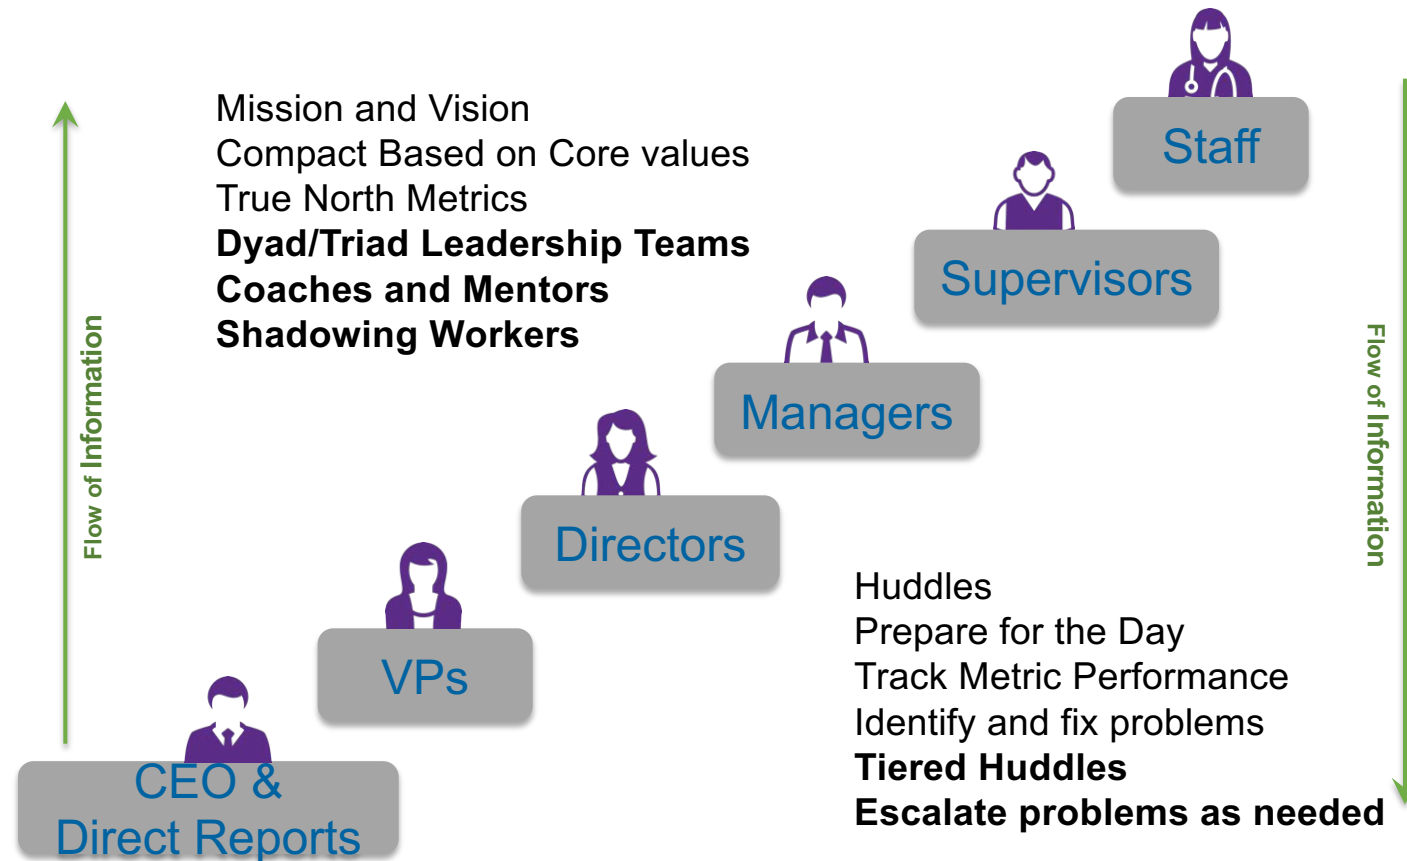 Mission and Vision
Compact Based on Core values
True North Metrics
Dyad/Triad Leadership Teams
Coaches and Mentors
Shadowing Workers
Flow of Information
Staff
Supervisors
Managers
Directors
VPs
CEO &
Direct Reports
Flow of Information
Huddles
Prepare for the Day
Track Metric Performance
Identify and fix problems
Tiered Huddles
Escalate problems as needed